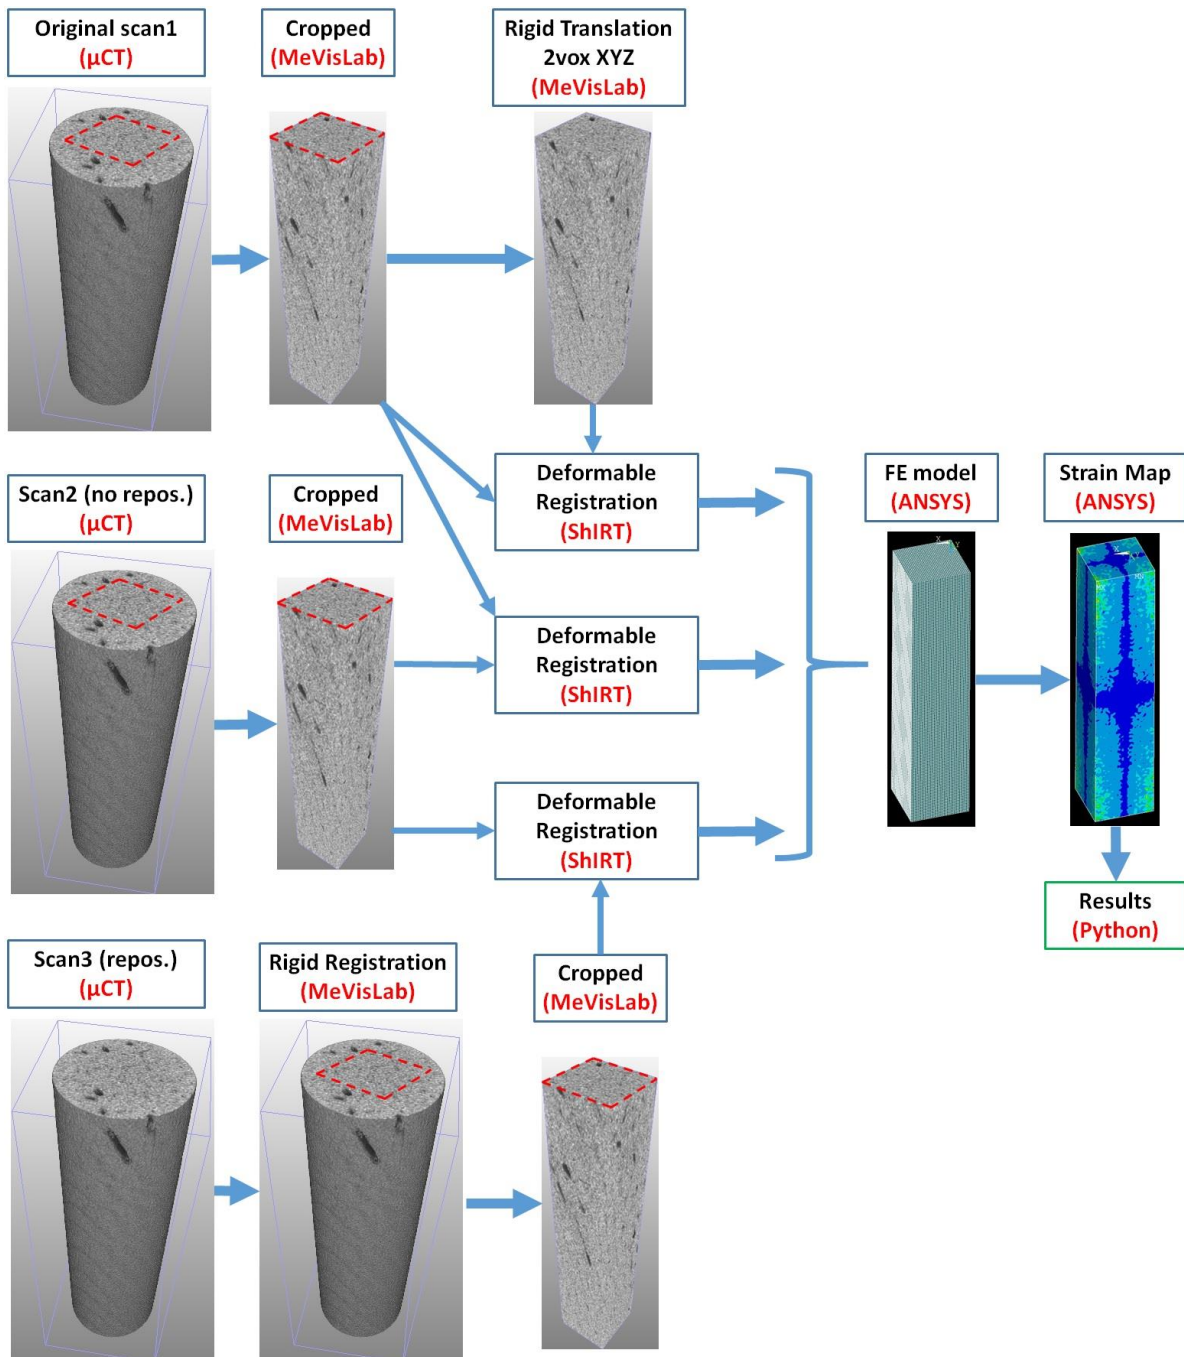 Original scan1
(µCT)
Cropped
(MeVisLab)
Rigid Translation
2vox XYZ
(MeVisLab)
Scan2 (no repos.)
(µCT)
Cropped
(MeVisLab)
Deformable
Registration
(ShIRT)
Deformable
Registration
(ShIRT)
Deformable
Registration
(ShIRT)
FE model
(ANSYS)
X
Y
Strain Map
(ANSYS)
X
MX
MN
Results
(Python)
Scan3 (repos.)
(µCT)
Rigid Registration
(MeVisLab)
Cropped
(MeVisLab)